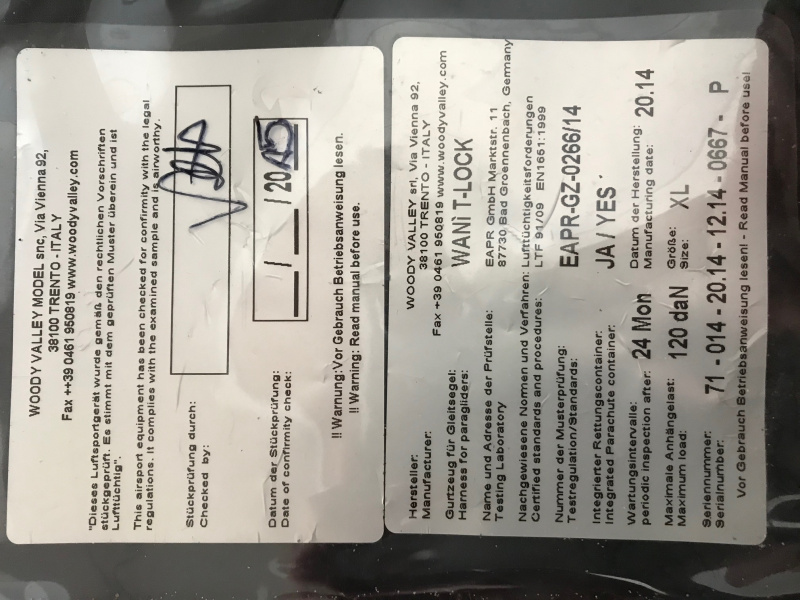 WOODY VALLEY MODEL snc, Via Vienna 92,
38100 TRENTO - ITALY
Fax ++39 0461 950819 www.woodyvalley.com
"Dieses Luftsportgerät wurde gemäß den rechtlichen Vorschriften
stückgeprüft. Es stimmt mit dem geprüften Muster überein und ist
Lufttüchtig".
This airsport equipment has been checked for confirmity with the legal
regulations. It complies with the examined sample and is airworthy.
Stückprüfung durch:
Checked by:
Datum der Stückprüfung:
Date of confirmity check:
__/__/2015
!! Warnung:Vor Gebrauch Betriebsanweisung lesen.
!! Warning: Read manual before use.
WOODY VALLEY srl, Via Vienna 92,
38100 TRENTO - ITALY
Fax +39 0461 950819 www.woodyvalley.com
Hersteller:
Manufacturer:
Gurtzeug für Gleitsegel:
Harness for paragliders:
WANì T-LOCK
Name und Adresse der Prüfstelle:
Testing Laboratory
EAPR GmbH Marktstr. 11
87730 Bad Groennenbach, Germany
Nachgewiesene Normen und Verfahren: Lufttüchtigkeitsforderungen
Certified standards and procedures: LTF 91/09 EN1651:1999
Nummer der Musterprüfung:
Testregulation/Standards:
EAPR-GZ-0266/14
Integrierter Rettungscontainer:
Integrated Parachute container:
JA / YES
Wartungsintervalle:
periodic inspection after:
24 Mon
Datum der Herstellung:
Manufacturing date:
20.14
Maximale Anhängelast:
Maximum load:
120 daN
Größe:
Size:
XL
Seriennummer:
Serialnumber:
71 - 014 - 20.14 - 12.14 - 0667 - P
Vor Gebrauch Betriebsanweisung lesen! - Read Manual before use!